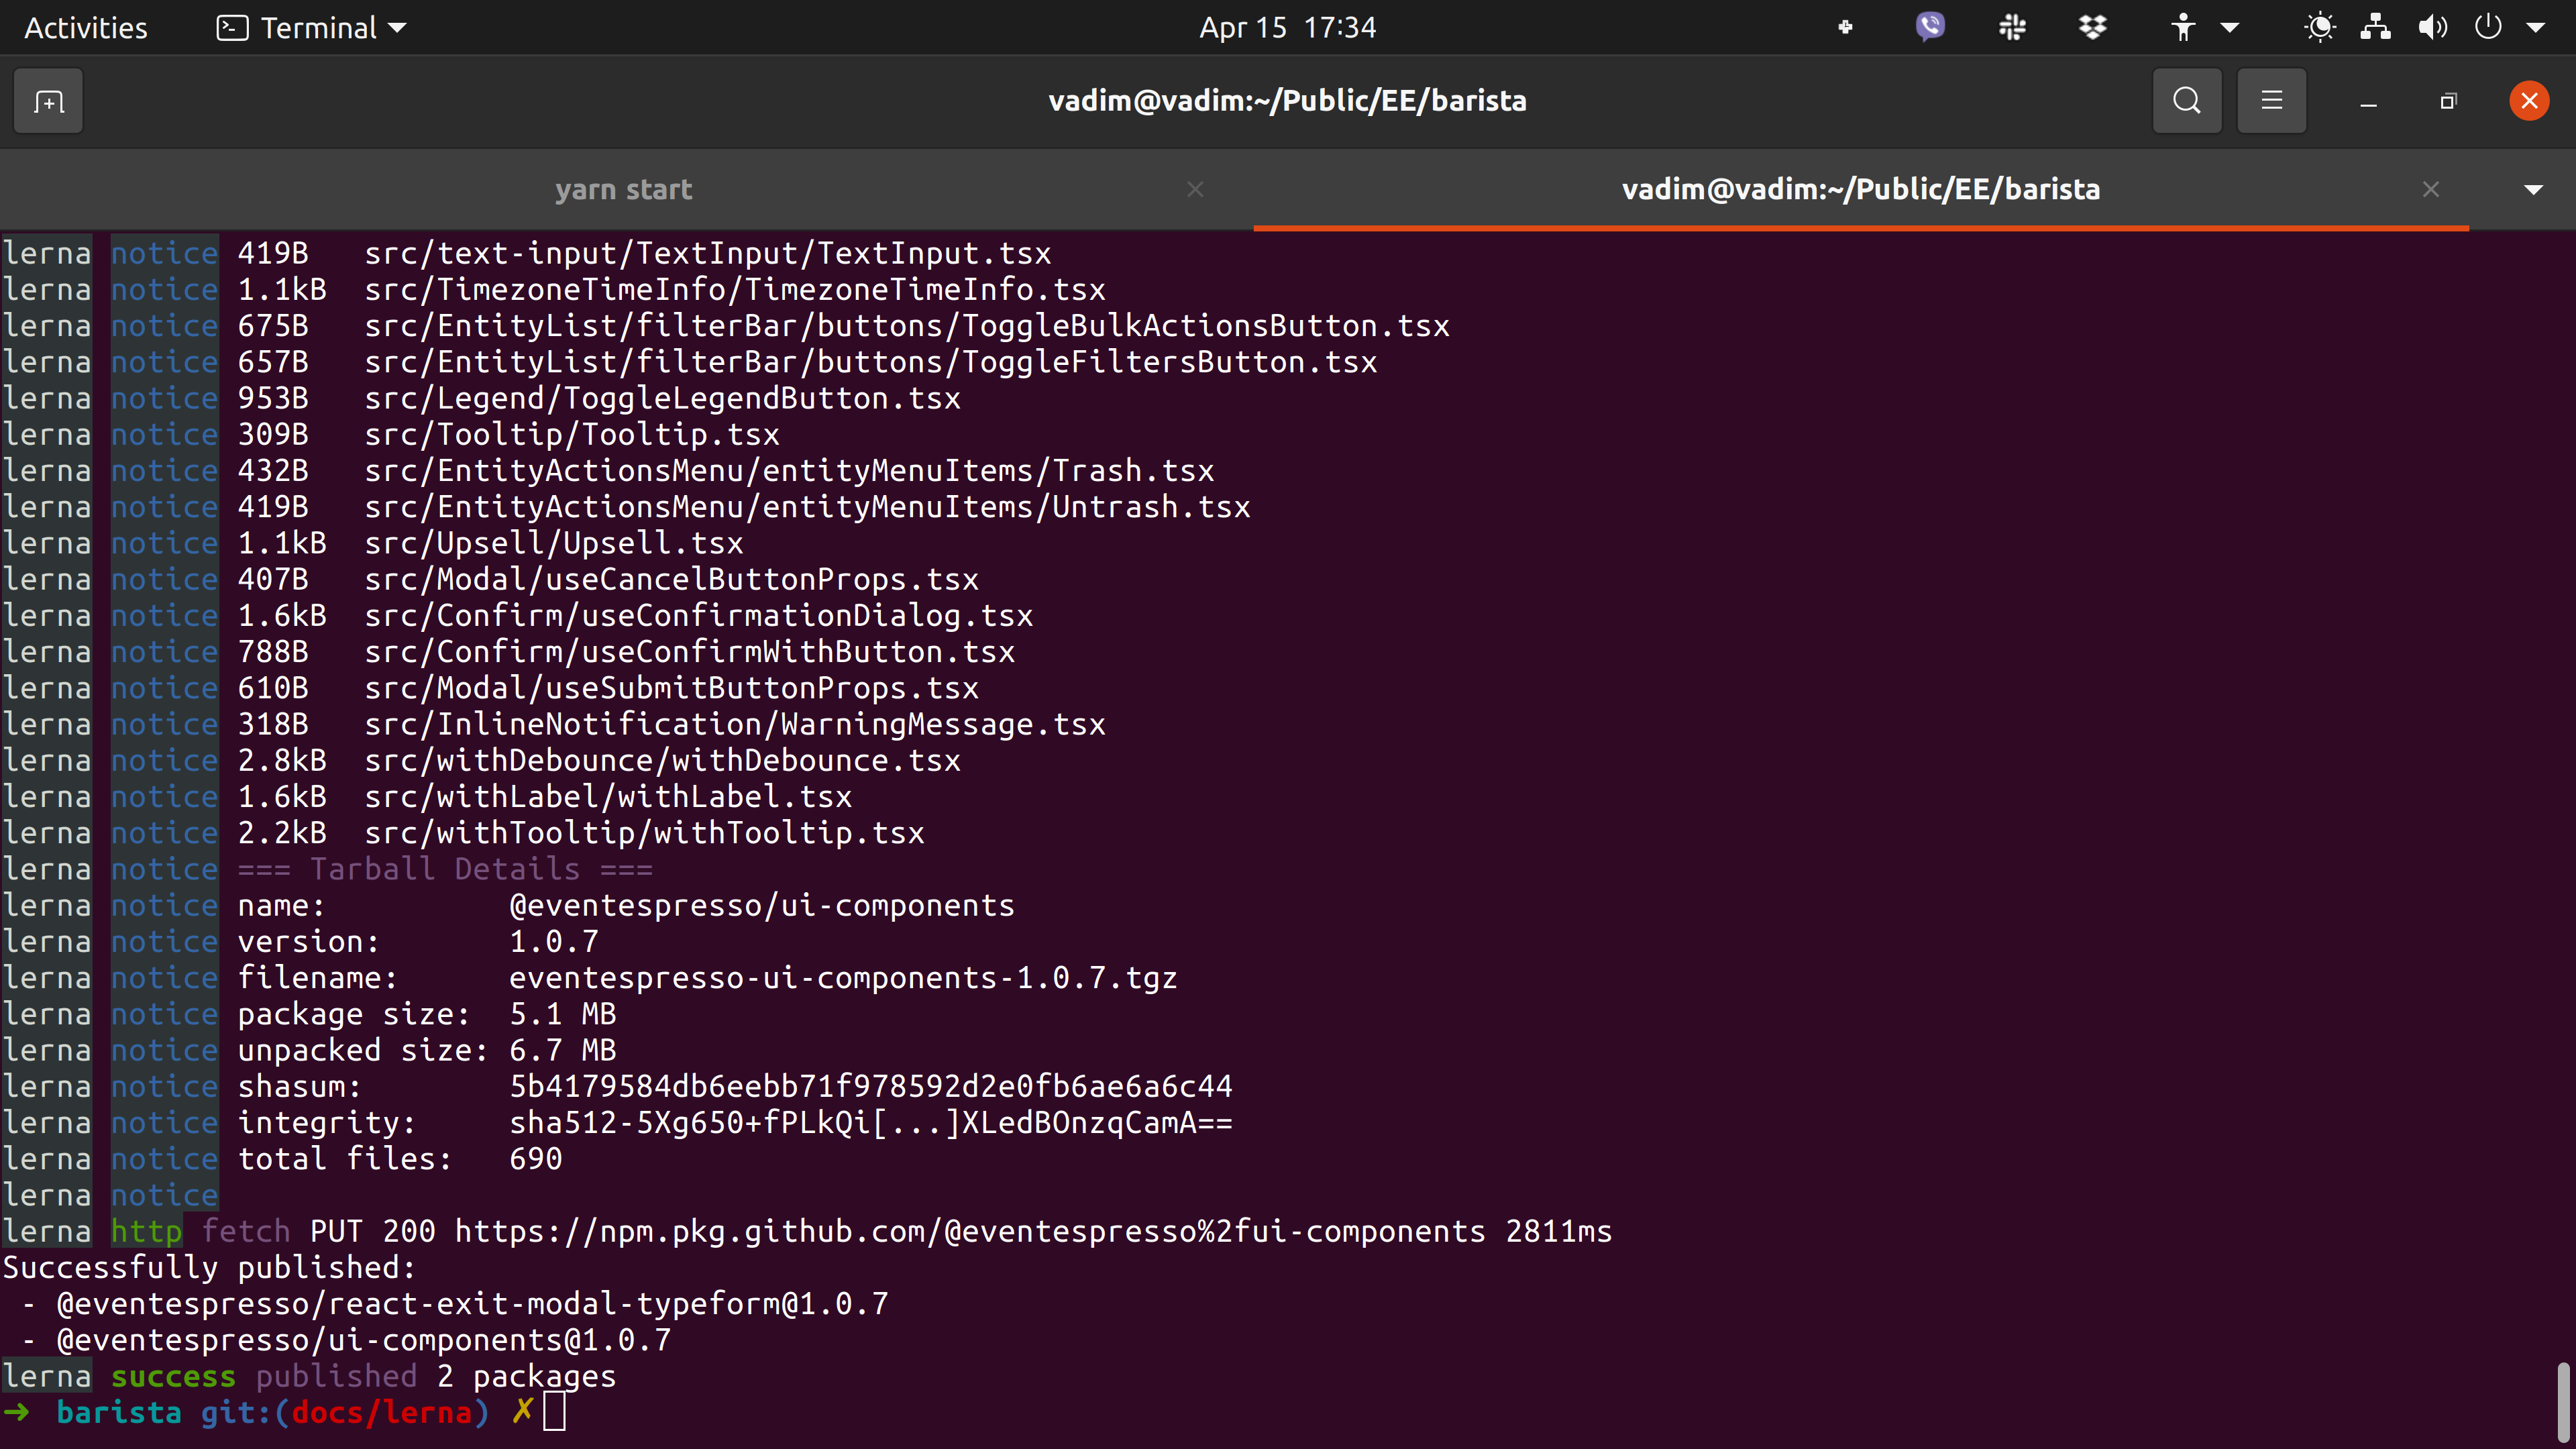 Activities Terminal Apr 15 17:34
vadim@vadim:~/Public/EE/barista
yarn start vadim@vadim:~/Public/EE/barista
lerna notice 419B src/text-input/TextInput/TextInput.tsx
lerna notice 1.1kB src/TimezoneTimeInfo/TimezoneTimeInfo.tsx
lerna notice 675B src/EntityList/filterBar/buttons/ToggleBulkActionsButton.tsx
lerna notice 657B src/EntityList/filterBar/buttons/ToggleFiltersButton.tsx
lerna notice 953B src/Legend/ToggleLegendButton.tsx
lerna notice 309B src/Tooltip/Tooltip.tsx
lerna notice 432B src/EntityActionsMenu/entityMenuItems/Trash.tsx
lerna notice 419B src/EntityActionsMenu/entityMenuItems/Untrash.tsx
lerna notice 1.1kB src/Upsell/Upsell.tsx
lerna notice 407B src/Modal/useCancelButtonProps.tsx
lerna notice 1.6kB src/Confirm/useConfirmationDialog.tsx
lerna notice 788B src/Confirm/useConfirmWithButton.tsx
lerna notice 610B src/Modal/useSubmitButtonProps.tsx
lerna notice 318B src/InlineNotification/WarningMessage.tsx
lerna notice 2.8kB src/withDebounce/withDebounce.tsx
lerna notice 1.6kB src/withLabel/withLabel.tsx
lerna notice 2.2kB src/withTooltip/withTooltip.tsx
lerna notice === Tarball Details ===
lerna notice name: @eventespresso/ui-components
lerna notice version: 1.0.7
lerna notice filename: eventespresso-ui-components-1.0.7.tgz
lerna notice package size: 5.1 MB
lerna notice unpacked size: 6.7 MB
lerna notice shasum: 5b4179584db6eebb71f978592d2e0fb6ae6a6c44
lerna notice integrity: sha512-5Xg650+fPLkQi[...]XLedBOnzqCamA==
lerna notice total files: 690
lerna notice
lerna http fetch PUT 200 https://npm.pkg.github.com/@eventespresso%2fui-components 2811ms
Successfully published:
- @eventespresso/react-exit-modal-typeform@1.0.7
- @eventespresso/ui-components@1.0.7
lerna success published 2 packages
➜ barista git:(docs/lerna) ✗